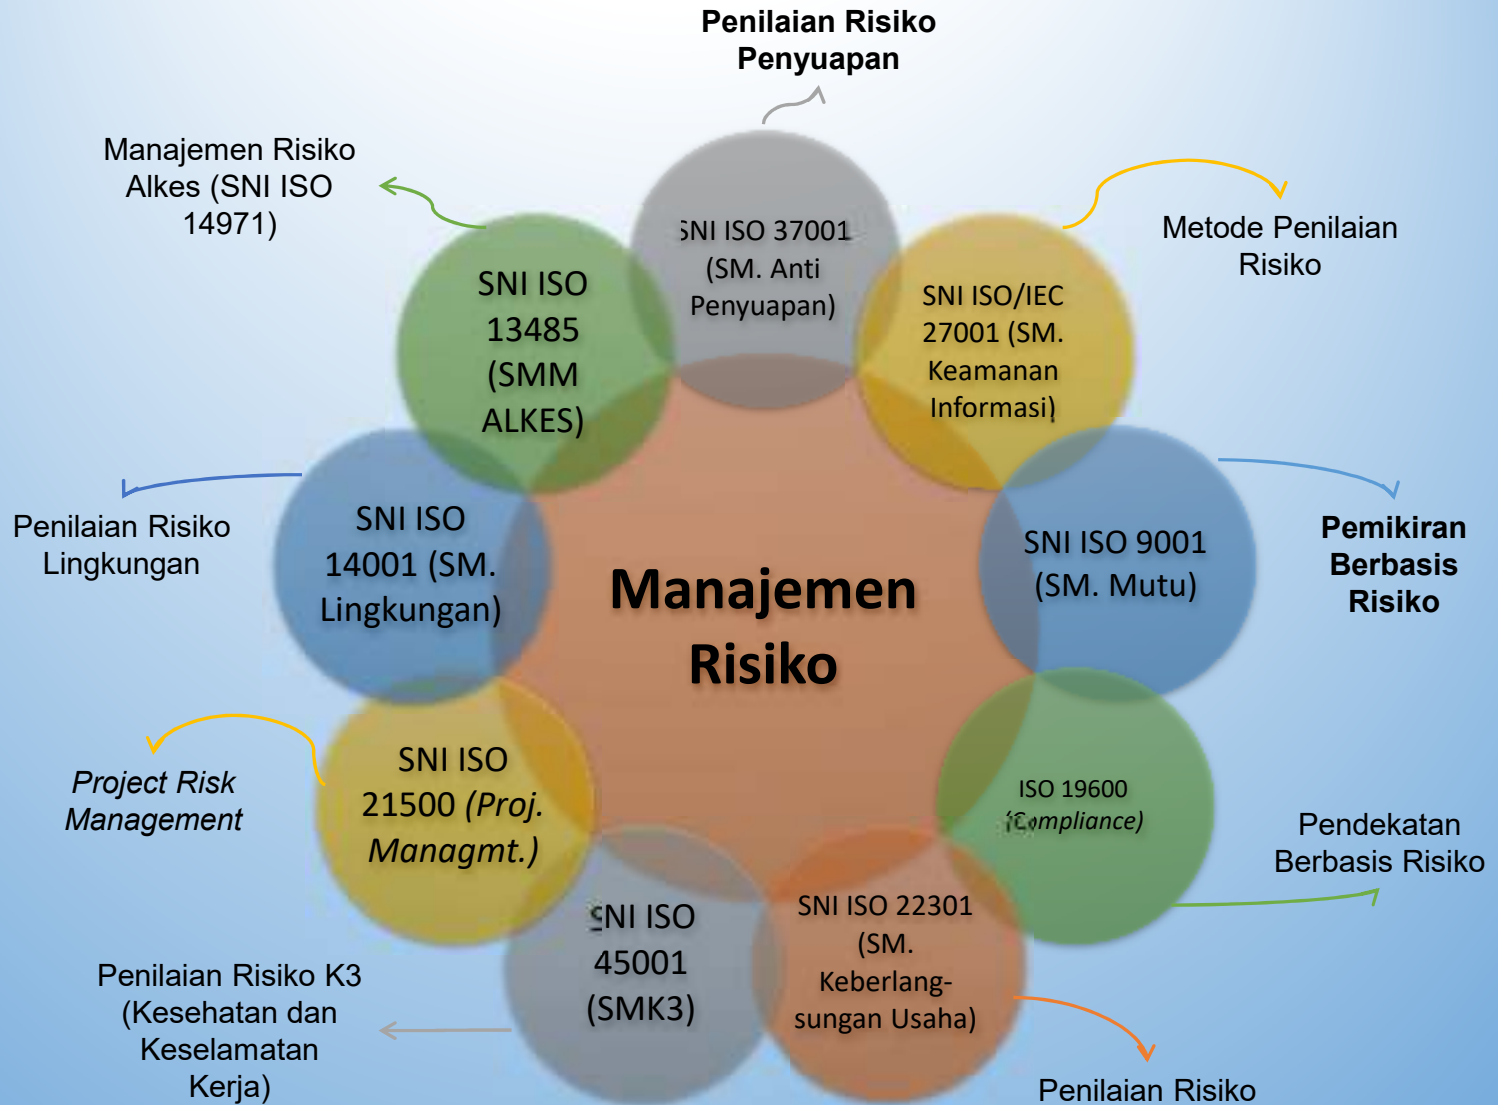 Penilaian Risiko
Penyuapan
Manajemen Risiko
Alkes (SNI ISO
14971)
SNI ISO 37001
(SM. Anti
Penyuapan)
Metode Penilaian
Risiko
SNI ISO
13485
(SMM
ALKES)
SNI ISO/IEC
27001 (SM.
Keamanan
Informasi)
Penilaian Risiko
Lingkungan
SNI ISO
14001 (SM.
Lingkungan)
Manajemen
Risiko
SNI ISO 9001
(SM. Mutu)
Pemikiran
Berbasis
Risiko
Project Risk
Management
SNI ISO
21500 (Proj.
Managmt.)
ISO 19600
(Compliance)
Pendekatan
Berbasis Risiko
Penilaian Risiko K3
(Kesehatan dan
Keselamatan
Kerja)
SNI ISO
45001
(SMK3)
SNI ISO 22301
(SM.
Keberlang-
sungan Usaha)
Penilaian Risiko